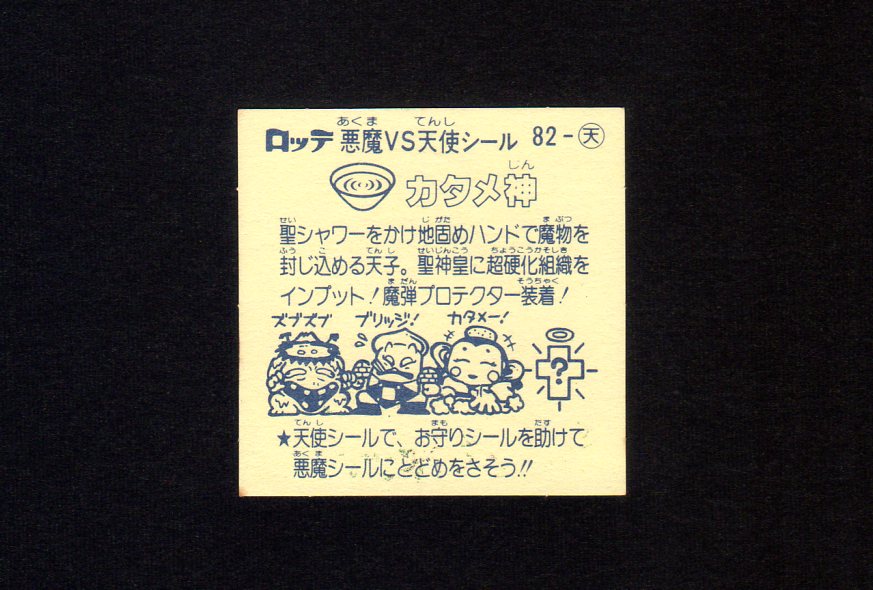 ロッテ 悪魔VS天使シール 82-天
カタメ神
聖シャワーをかけ地固めハンドで魔物を
封じ込める天子。聖神皇に超硬化組織を
インプット!魔弾プロテクター装着!
ズブズブ ブリッジ! カタメー!
?
★天使シールで、お守りシールを助けて
悪魔シールにとどめをさそう!!